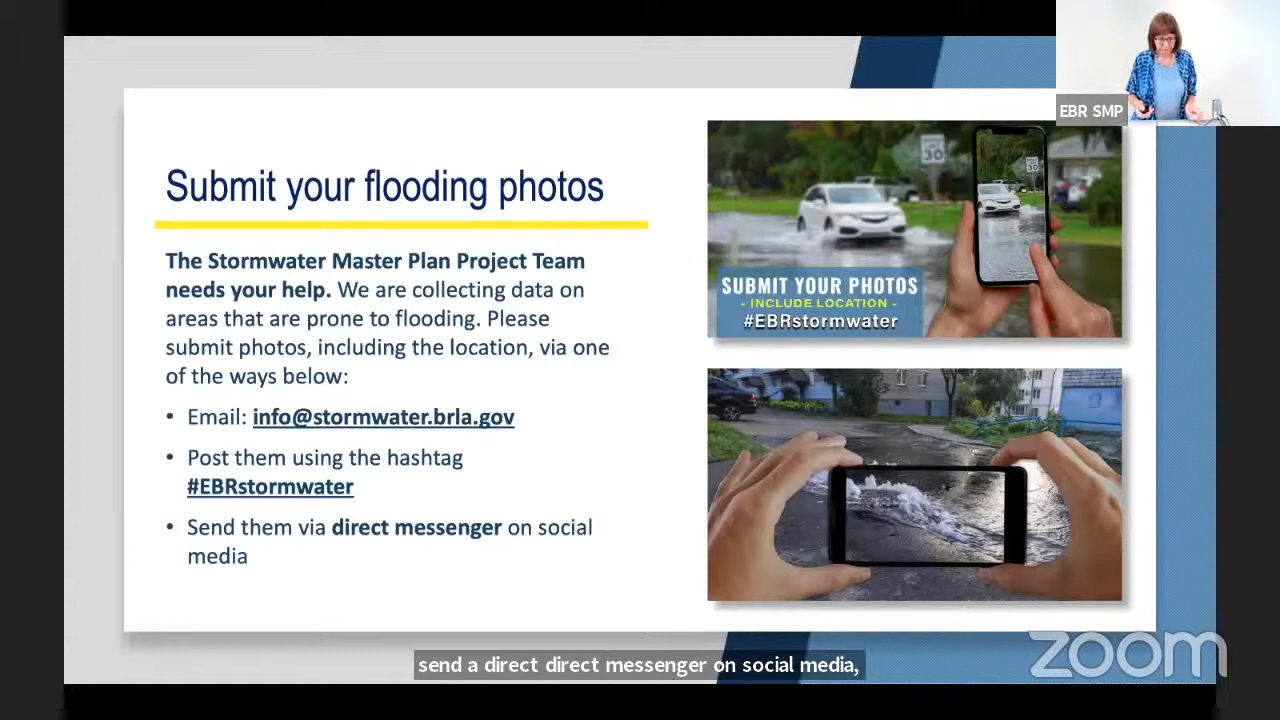 EBR SMP
Submit your flooding photos
The Stormwater Master Plan Project Team
needs your help. We are collecting data on
areas that are prone to flooding. Please
submit photos, including the location, via one
of the ways below:
• Email: info@stormwater.brla.gov
• Post them using the hashtag
#EBRstormwater
• Send them via direct messenger on social
media
30
30
SUBMIT YOUR PHOTOS
- INCLUDE LOCATION -
#EBRstormwater
send a direct direct messenger on social media,
zoom